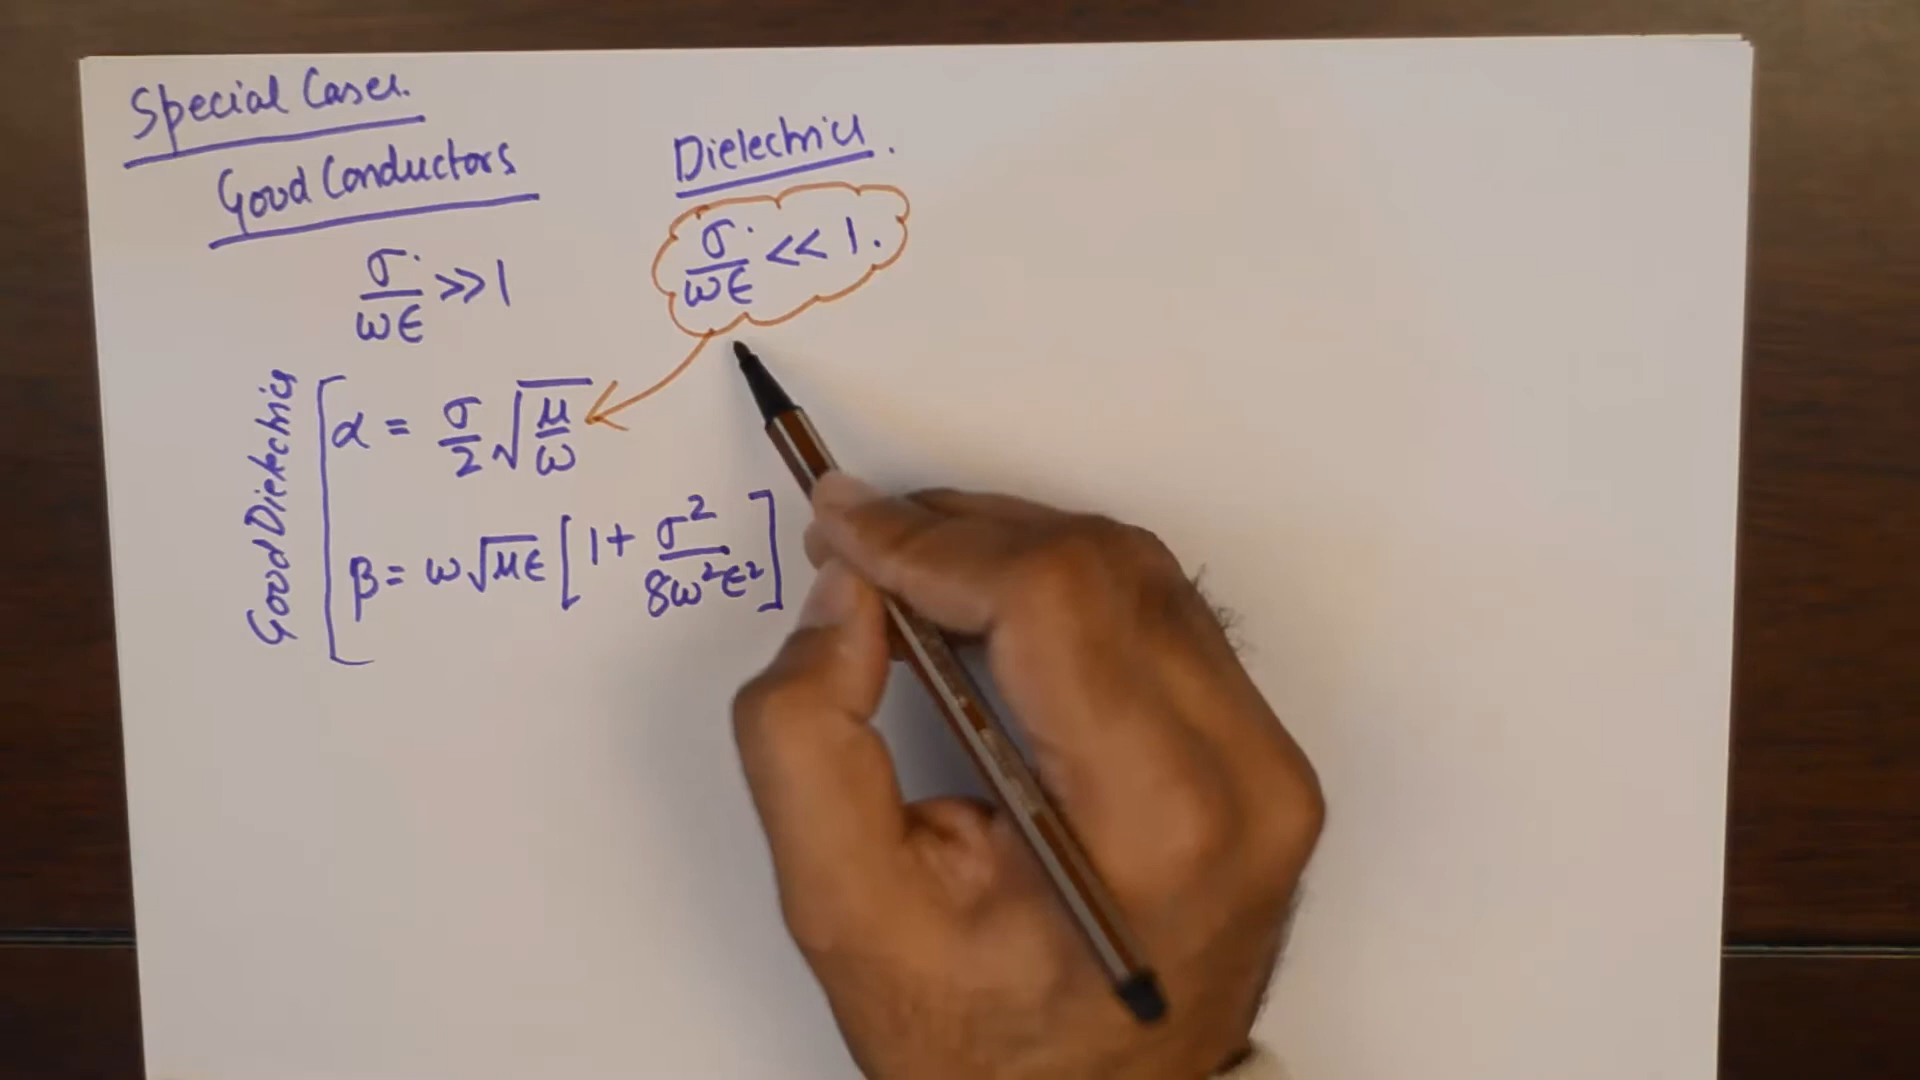 Special Cases.
Good Conductors
Dielectrics.
σ/ωϵ >> 1
σ/ωϵ << 1.
Good Dielectrics
α = σ/2 √(μ/ω)
β = ω√(μϵ) [1 + σ²/8ω²ϵ²]